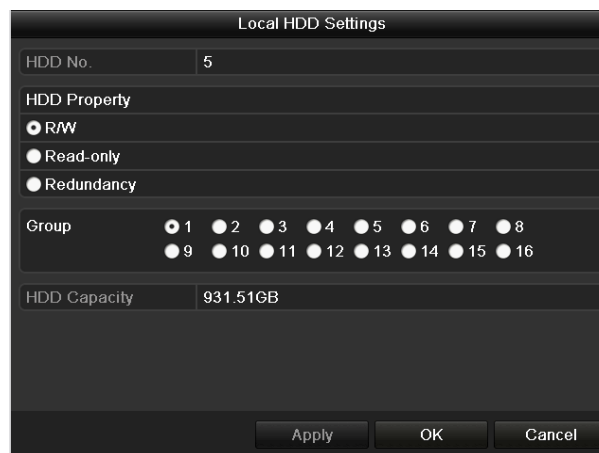 Local HDD Settings
HDD No. 5
HDD Property
R/W
Read-only
Redundancy
Group 1 2 3 4 5 6 7 8
9 10 11 12 13 14 15 16
HDD Capacity 931.51GB
Apply OK Cancel